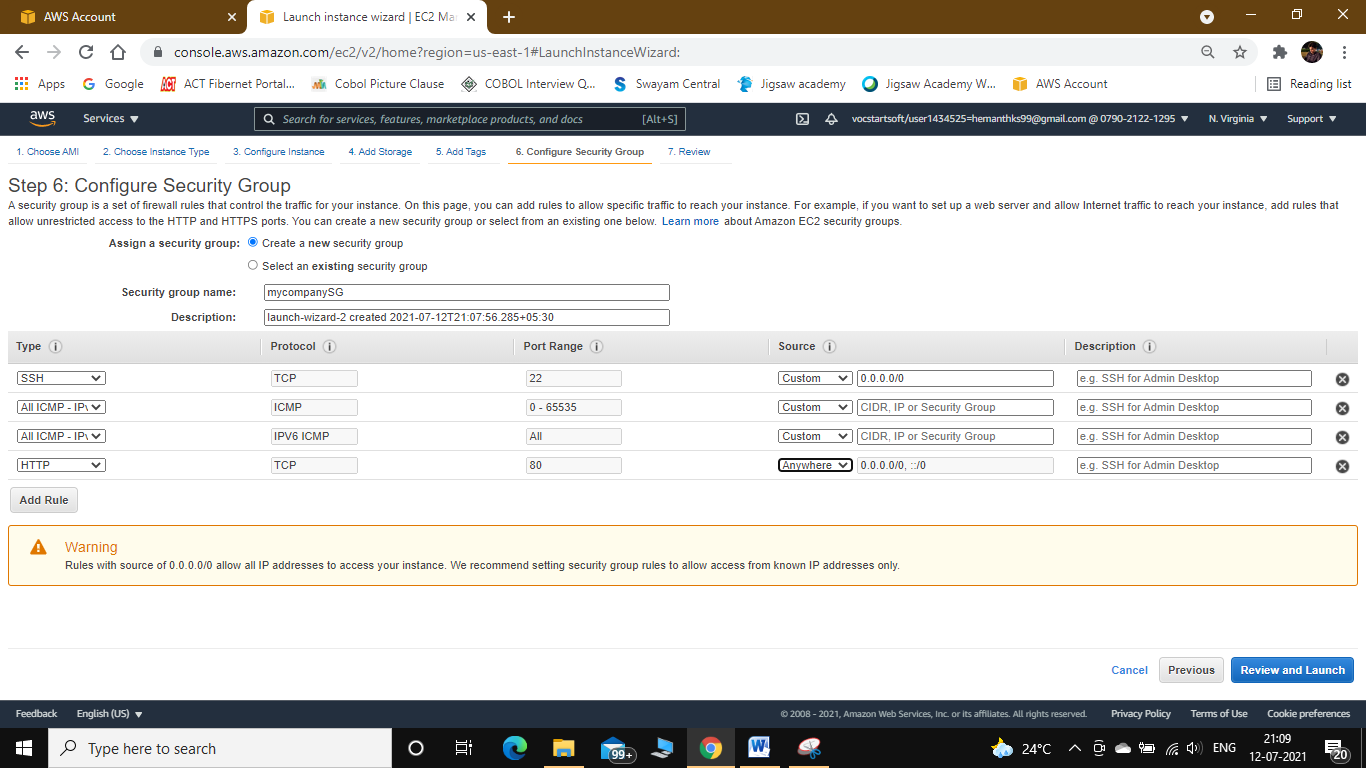 AWS Account
Launch instance wizard | EC2 Ma
console.aws.amazon.com/ec2/v2/home?region=us-east-1#LaunchInstanceWizard:
Apps Google ACT Fibernet Portal... Cobol Picture Clause COBOL Interview Q... Swayam Central Jigsaw academy Jigsaw Academy W... AWS Account Reading list
aws Services Search for services, features, marketplace products, and docs [Alt+S] vocstartsoft/user1434525=hemanthks99@gmail.com @ 0790-2122-1295 N. Virginia Support
1. Choose AMI 2. Choose Instance Type 3. Configure Instance 4. Add Storage 5. Add Tags 6. Configure Security Group 7. Review
Step 6: Configure Security Group
A security group is a set of firewall rules that control the traffic for your instance. On this page, you can add rules to allow specific traffic to reach your instance. For example, if you want to set up a web server and allow Internet traffic to reach your instance, add rules that
allow unrestricted access to the HTTP and HTTPS ports. You can create a new security group or select from an existing one below. Learn more about Amazon EC2 security groups.
Assign a security group: Create a new security group
Select an existing security group
Security group name: mycompanySG
Description: launch-wizard-2 created 2021-07-12T21:07:56.285+05:30
Type Protocol Port Range Source Description
SSH TCP 22 Custom 0.0.0.0/0 e.g. SSH for Admin Desktop
All ICMP - IPv ICMP 0 - 65535 Custom CIDR, IP or Security Group e.g. SSH for Admin Desktop
All ICMP - IPv IPV6 ICMP All Custom CIDR, IP or Security Group e.g. SSH for Admin Desktop
HTTP TCP 80 Anywhere 0.0.0.0/0, ::/0 e.g. SSH for Admin Desktop
Add Rule
Warning
Rules with source of 0.0.0.0/0 allow all IP addresses to access your instance. We recommend setting security group rules to allow access from known IP addresses only.
Cancel Previous Review and Launch
Feedback English (US) © 2008 - 2021, Amazon Web Services, Inc. or its affiliates. All rights reserved. Privacy Policy Terms of Use Cookie preferences
Type here to search 99+ 24°C ENG 21:09
12-07-2021 20